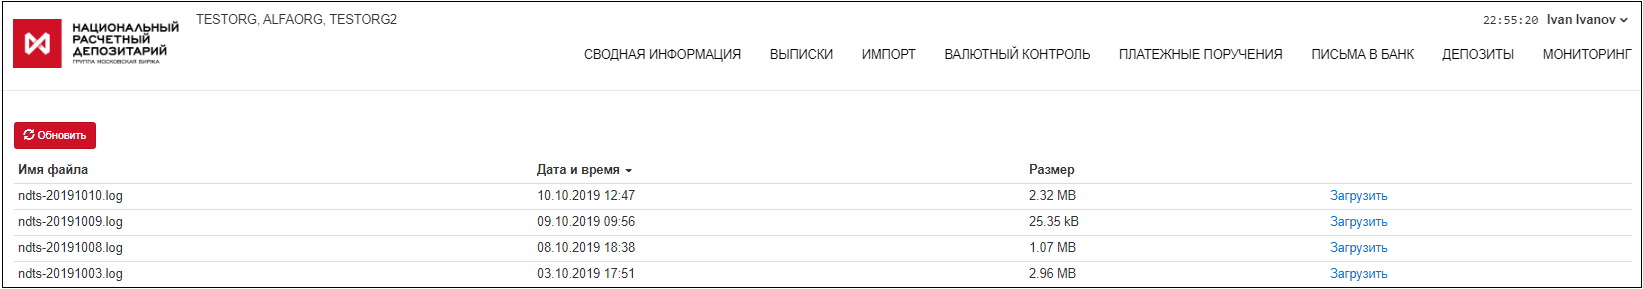 НАЦИОНАЛЬНЫЙ
РАСЧЕТНЫЙ
ДЕПОЗИТАРИЙ
ГРУППА МОСКОВСКАЯ БИРЖА
TESTORG, ALFAORG, TESTORG2
22:55:20 Ivan Ivanov
СВОДНАЯ ИНФОРМАЦИЯ ВЫПИСКИ ИМПОРТ ВАЛЮТНЫЙ КОНТРОЛЬ ПЛАТЕЖНЫЕ ПОРУЧЕНИЯ ПИСЬМА В БАНК ДЕПОЗИТЫ МОНИТОРИНГ
Обновить
Имя файла Дата и время Размер
ndts-20191010.log 10.10.2019 12:47 2.32 MB Загрузить
ndts-20191009.log 09.10.2019 09:56 25.35 kB Загрузить
ndts-20191008.log 08.10.2019 18:38 1.07 MB Загрузить
ndts-20191003.log 03.10.2019 17:51 2.96 MB Загрузить